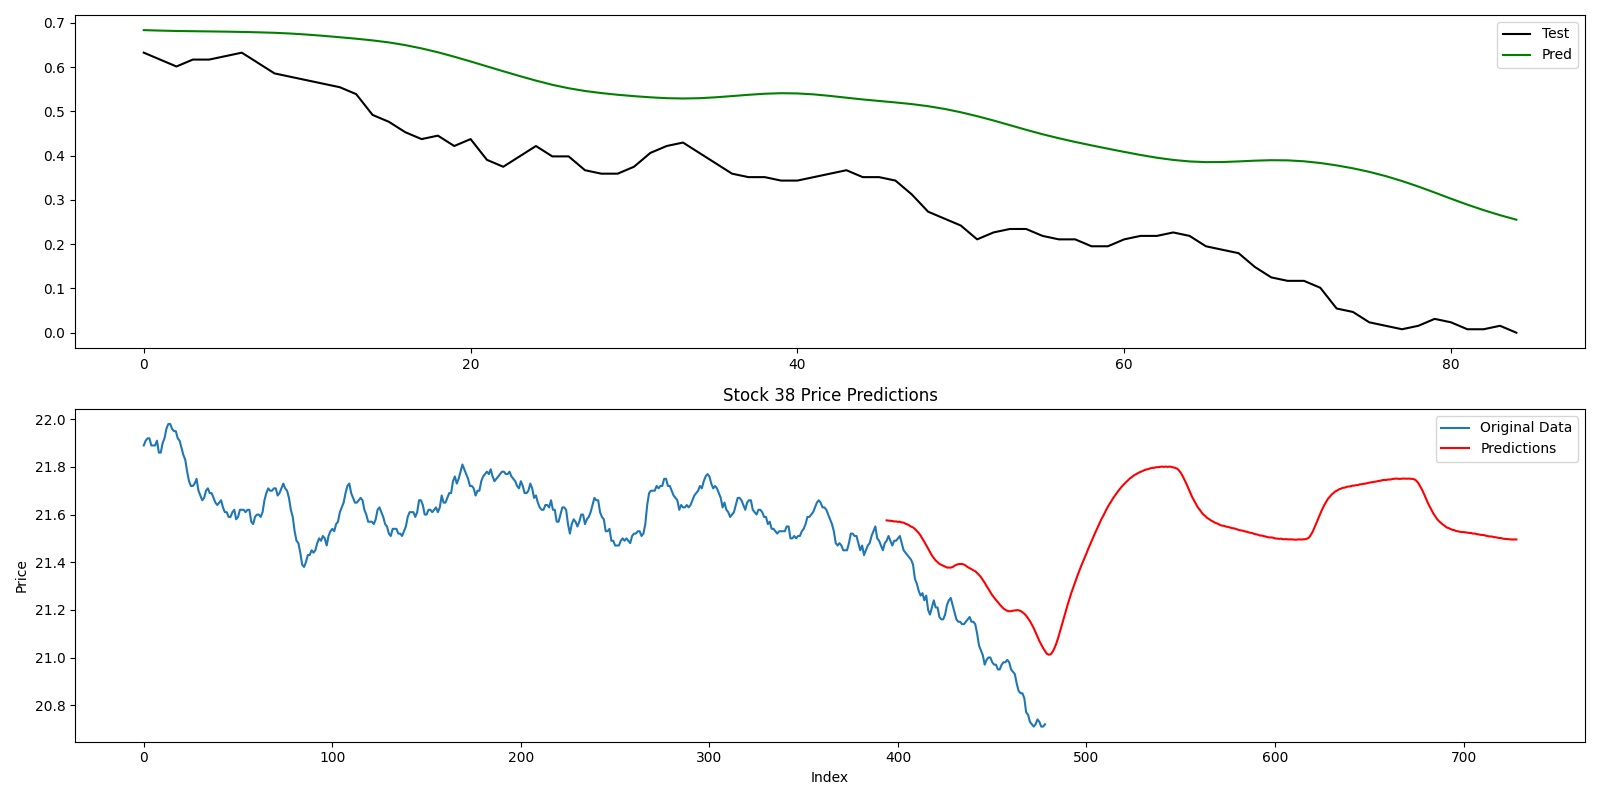 0.7
0.6
0.5
0.4
0.3
0.2
0.1
0.0
Test
Pred
0 20 40 60 80
Stock 38 Price Predictions
22.0
21.8
21.6
21.4
21.2
21.0
20.8
Price
Original Data
Predictions
0 100 200 300 400 500 600 700
Index